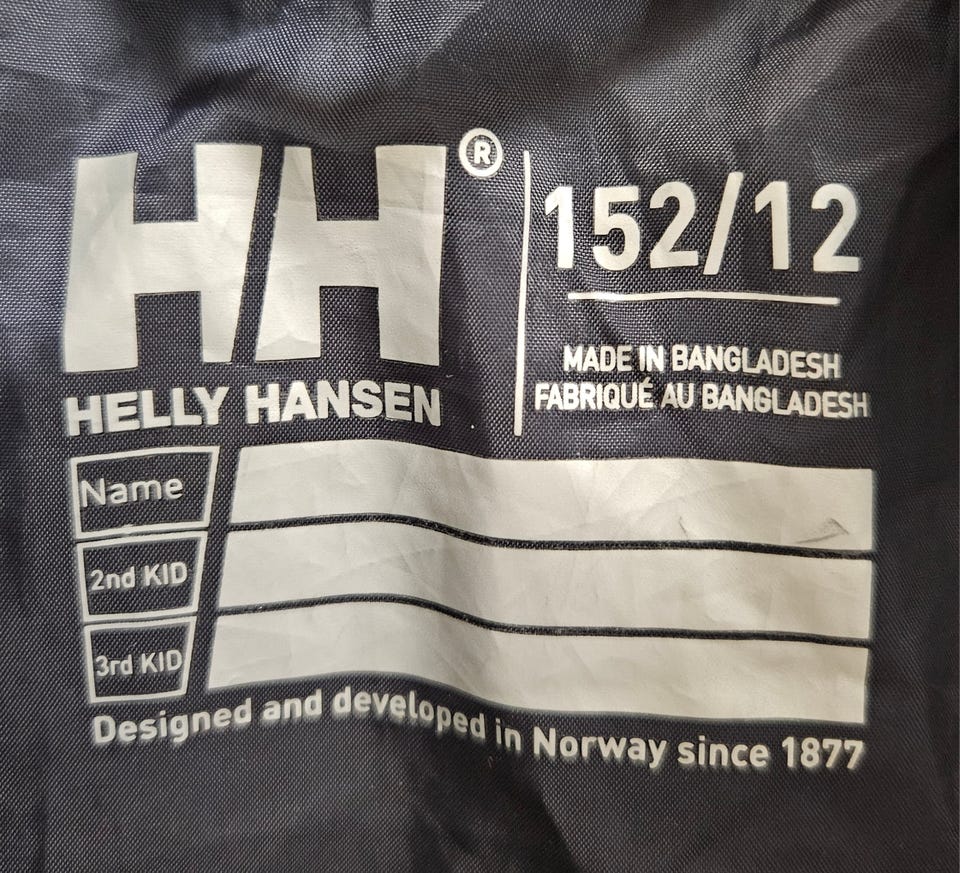 HH®
HELLY HANSEN
152/12
MADE IN BANGLADESH
FABRIQUÉ AU BANGLADESH
Name
2nd KID
3rd KID
Designed and developed in Norway since 1877